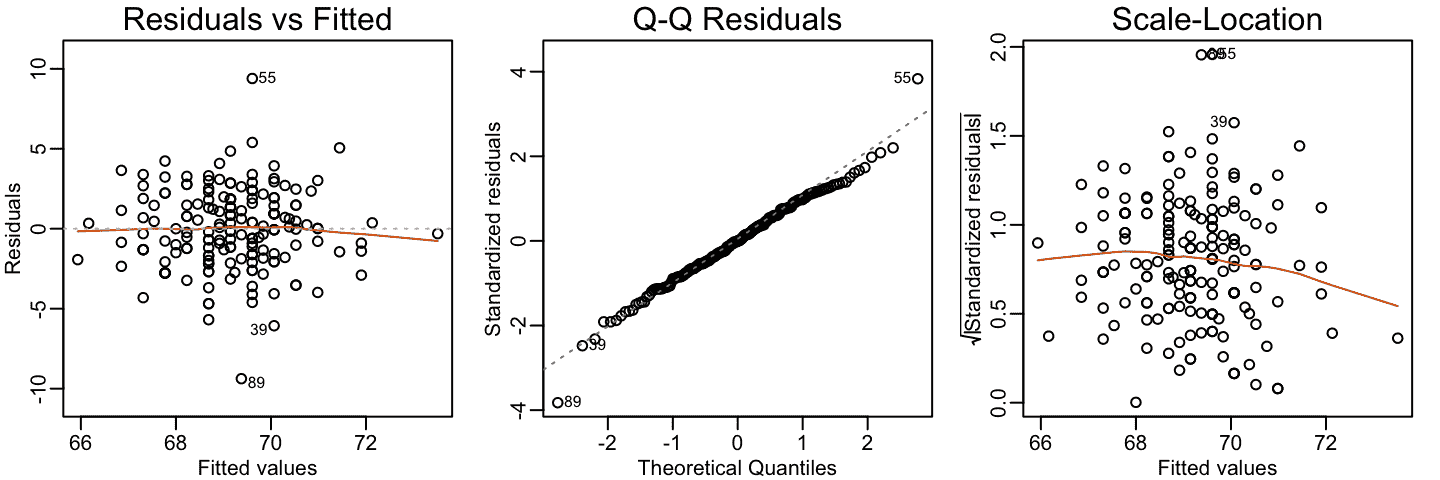 Residuals vs Fitted
Residuals
10
5
0
-5
-10
55
39
89
66 68 70 72
Fitted values
Q-Q Residuals
Standardized residuals
4
2
0
-2
-4
55
39
89
-2 -1 0 1 2
Theoretical Quantiles
Scale-Location
√|Standardized residuals|
2.0
1.5
1.0
0.5
0.0
55
39
66 68 70 72
Fitted values